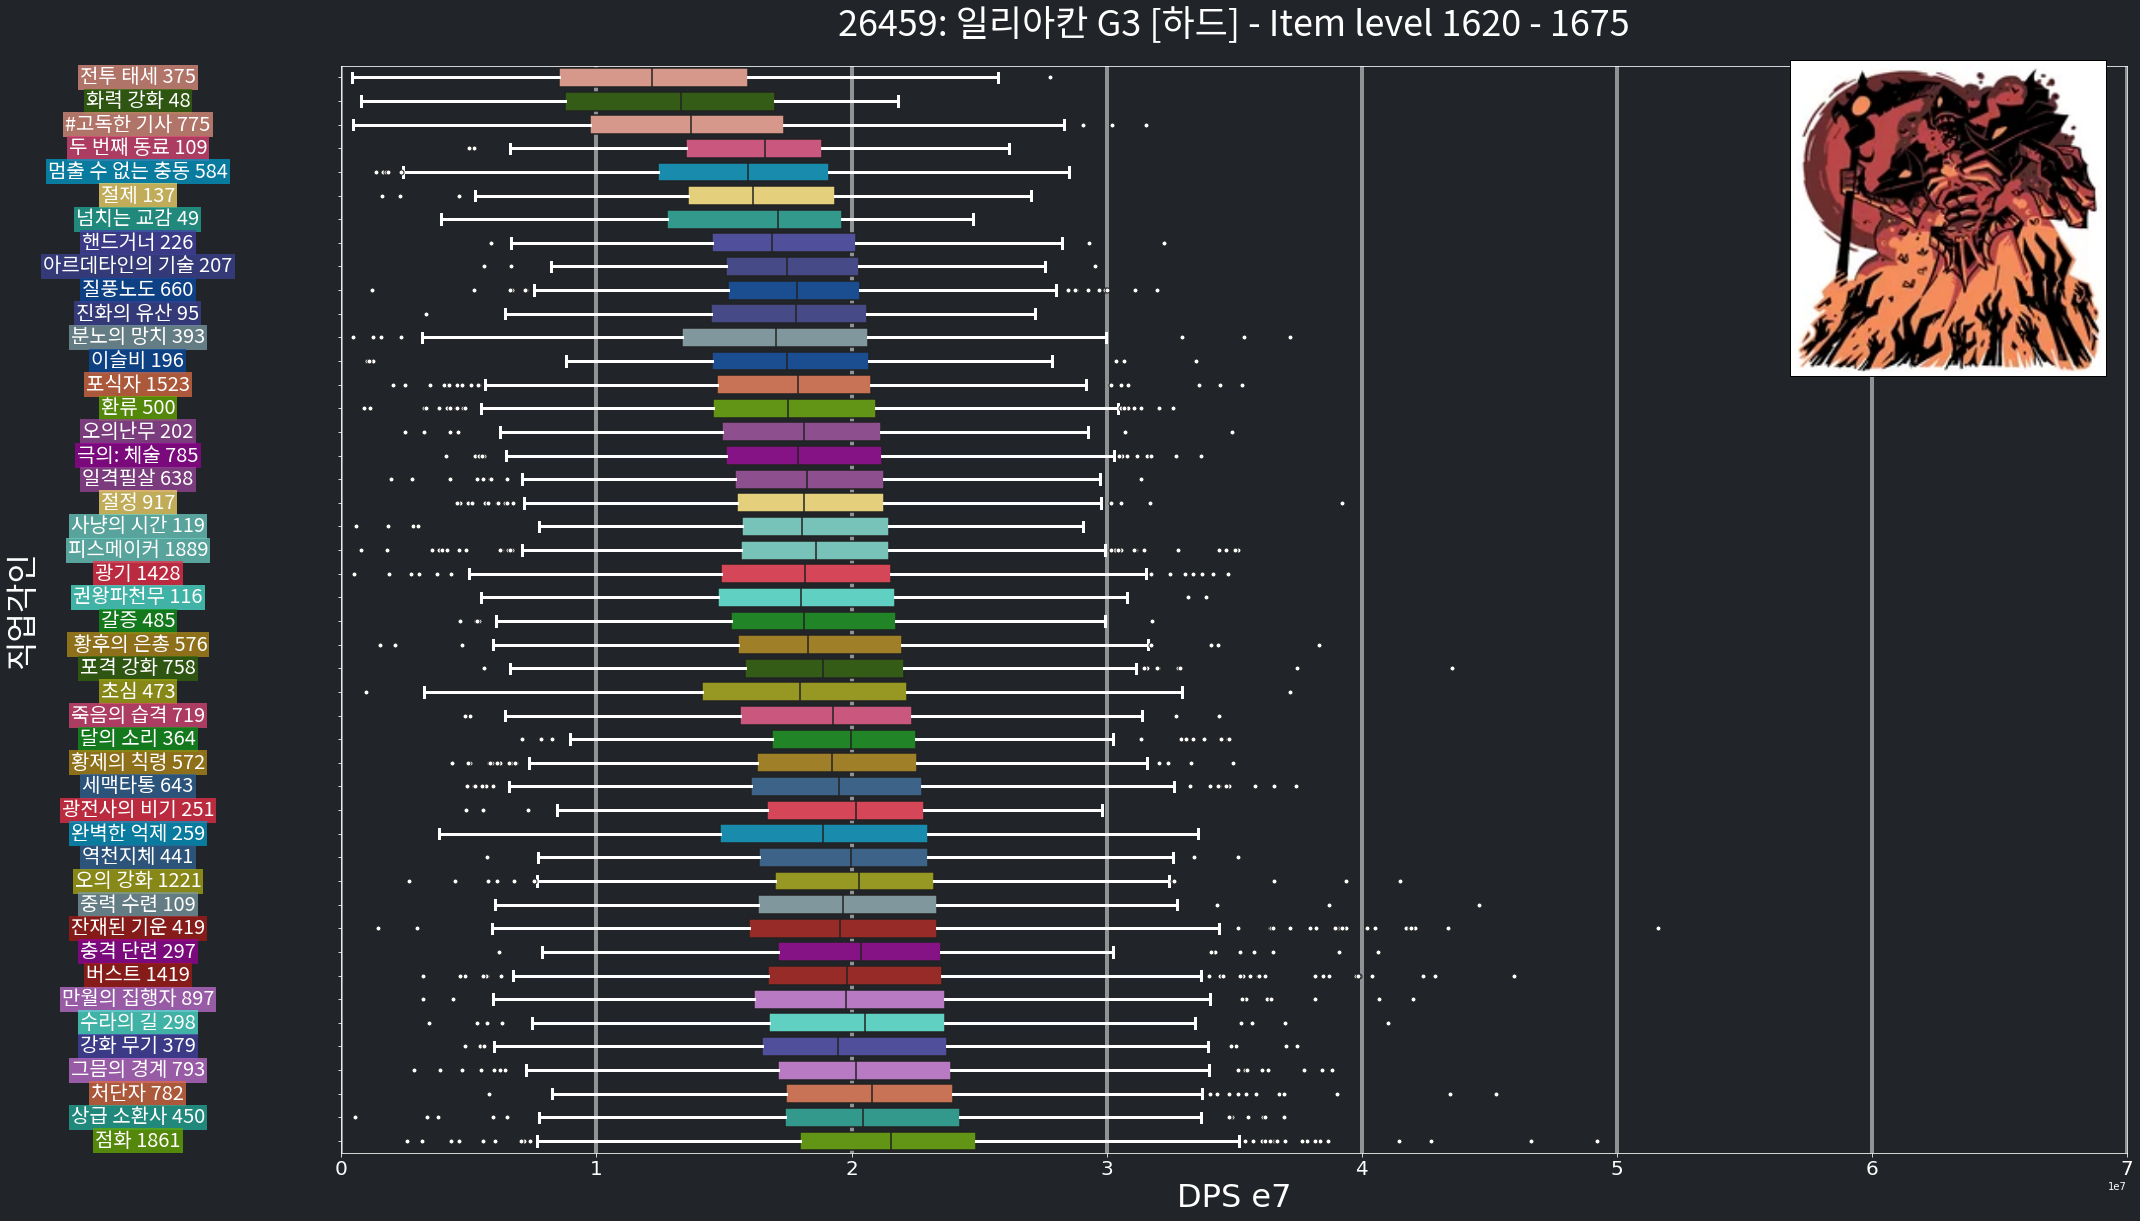 26459: 일리아칸 G3 [하드] - Item level 1620 - 1675
전투 태세 375
화력 강화 48
#고독한 기사 775
두 번째 동료 109
멈출 수 없는 충동 584
절제 137
넘치는 교감 49
핸드거너 226
아르데타인의 기술 207
질풍노도 660
진화의 유산 95
분노의 망치 393
이슬비 196
포식자 1523
환류 500
오의난무 202
극의: 체술 785
일격필살 638
절정 917
사냥의 시간 119
피스메이커 1889
광기 1428
권왕파천무 116
갈증 485
황후의 은총 576
포격 강화 758
초심 473
죽음의 습격 719
달의 소리 364
황제의 칙령 572
세맥타통 643
광전사의 비기 251
완벽한 억제 259
역천지체 441
오의 강화 1221
중력 수련 109
잔재된 기운 419
충격 단련 297
버스트 1419
만월의 집행자 897
수라의 길 298
강화 무기 379
그믐의 경계 793
처단자 782
상급 소환사 450
점화 1861
직업각인
0 1 2 3 4 5 6 7
1e7
DPS e7